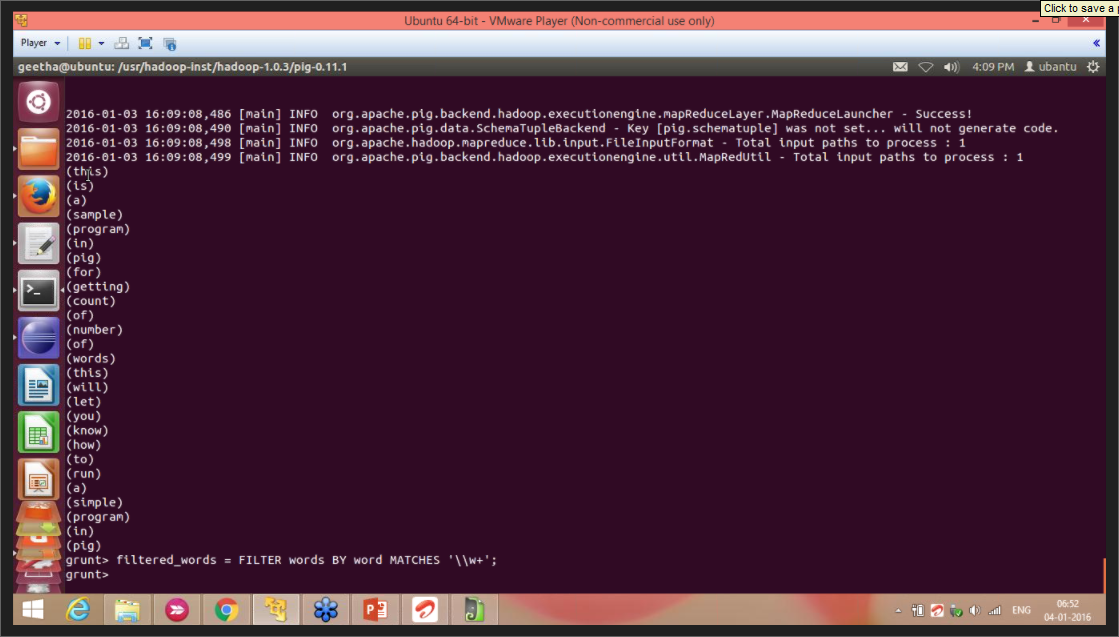 Click to save a p
Ubuntu 64-bit - VMware Player (Non-commercial use only)
Player
geetha@ubuntu: /usr/hadoop-inst/hadoop-1.0.3/pig-0.11.1
4:09 PM ubantu
2016-01-03 16:09:08,486 [main] INFO  org.apache.pig.backend.hadoop.executionengine.mapReduceLayer.MapReduceLauncher - Success!
2016-01-03 16:09:08,490 [main] INFO  org.apache.pig.data.SchemaTupleBackend - Key [pig.schematuple] was not set... will not generate code.
2016-01-03 16:09:08,498 [main] INFO  org.apache.hadoop.mapreduce.lib.input.FileInputFormat - Total input paths to process : 1
2016-01-03 16:09:08,499 [main] INFO  org.apache.pig.backend.hadoop.executionengine.util.MapRedUtil - Total input paths to process : 1
(this)
(is)
(a)
(sample)
(program)
(in)
(pig)
(for)
(getting)
(count)
(of)
(number)
(of)
(words)
(this)
(will)
(let)
(you)
(know)
(how)
(to)
(run)
(a)
(simple)
(program)
(in)
(pig)
grunt> filtered_words = FILTER words BY word MATCHES '\\w+';
grunt>
ENG
06:52
04-01-2016